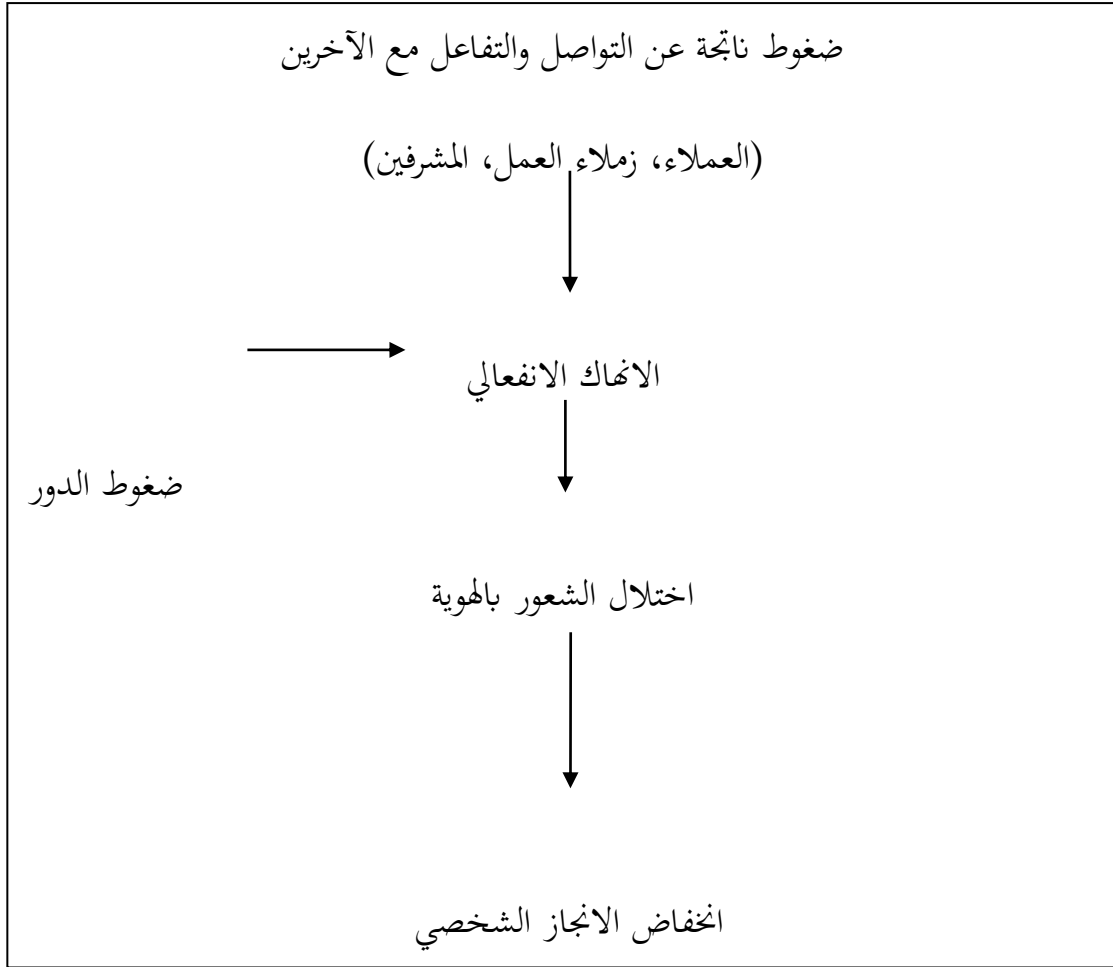 ضغوط ناتجة عن التواصل والتفاعل مع الآخرين
(العملاء، زملاء العمل، المشرفين)
الانهاك الانفعالي
ضغوط الدور
اختلال الشعور بالهوية
انخفاض الانجاز الشخصي